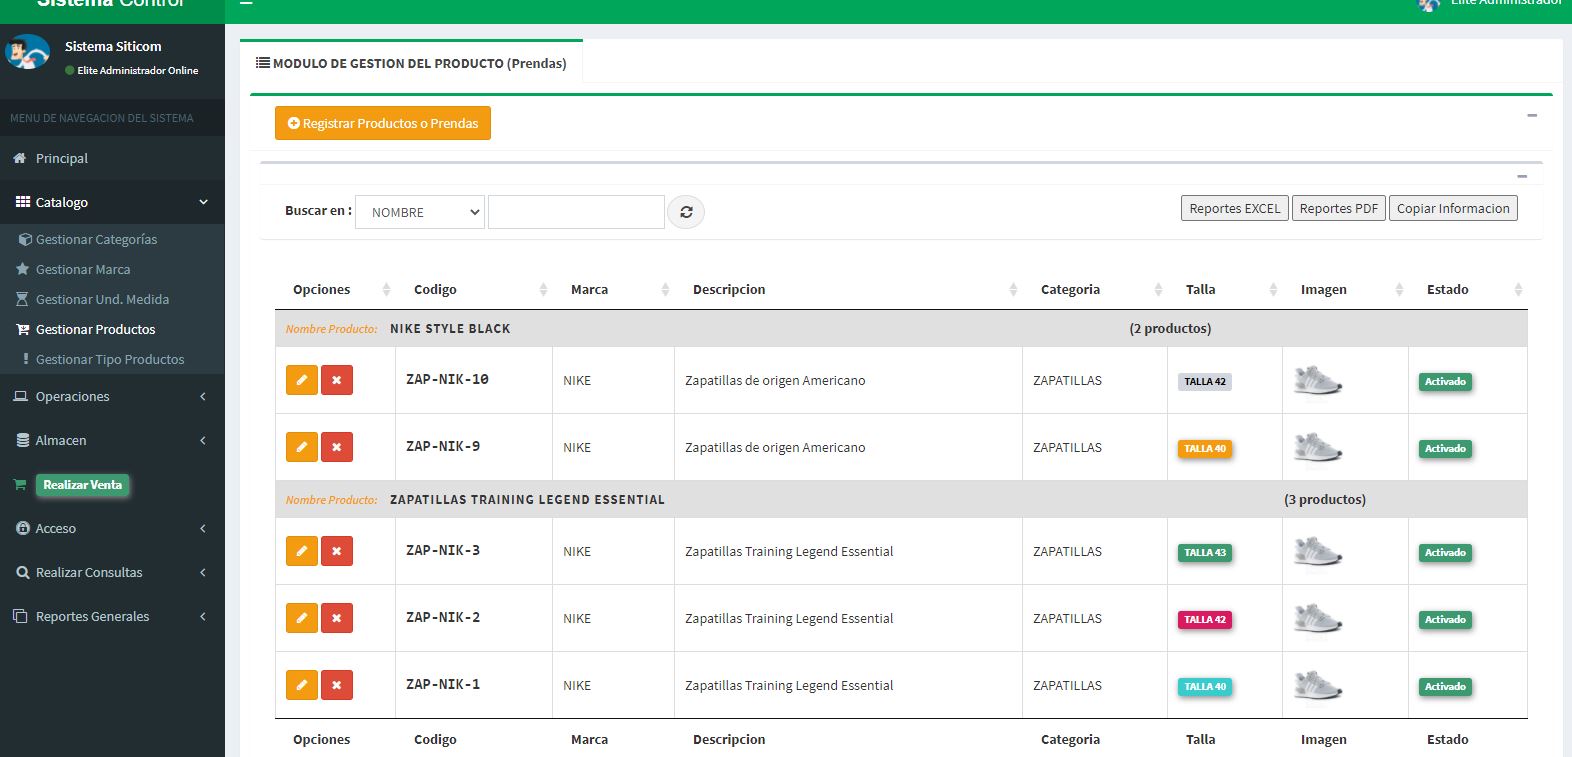 Sistema Control
Elite Administrador
Sistema Siticom
Elite Administrador Online
MENU DE NAVEGACION DEL SISTEMA
Principal
Catalogo
Gestionar Categorías
Gestionar Marca
Gestionar Und. Medida
Gestionar Productos
Gestionar Tipo Productos
Operaciones
Almacen
Realizar Venta
Acceso
Realizar Consultas
Reportes Generales
MODULO DE GESTION DEL PRODUCTO (Prendas)
Registrar Productos o Prendas
Buscar en : NOMBRE Reportes EXCEL Reportes PDF Copiar Informacion
Opciones Codigo Marca Descripcion Categoria Talla Imagen Estado
Nombre Producto: NIKE STYLE BLACK (2 productos)
ZAP-NIK-10 NIKE Zapatillas de origen Americano ZAPATILLAS TALLA 42 Activado
ZAP-NIK-9 NIKE Zapatillas de origen Americano ZAPATILLAS TALLA 40 Activado
Nombre Producto: ZAPATILLAS TRAINING LEGEND ESSENTIAL (3 productos)
ZAP-NIK-3 NIKE Zapatillas Training Legend Essential ZAPATILLAS TALLA 43 Activado
ZAP-NIK-2 NIKE Zapatillas Training Legend Essential ZAPATILLAS TALLA 42 Activado
ZAP-NIK-1 NIKE Zapatillas Training Legend Essential ZAPATILLAS TALLA 40 Activado
Opciones Codigo Marca Descripcion Categoria Talla Imagen Estado